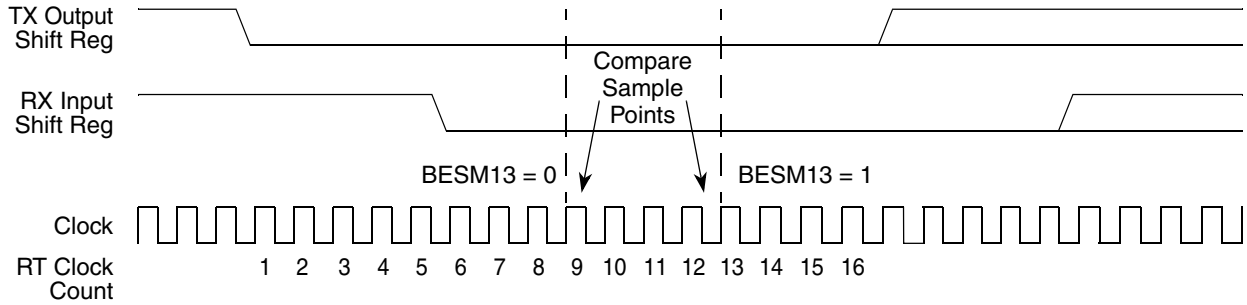 TX Output
Shift Reg
Compare
Sample
Points
RX Input
Shift Reg
BESM13 = 0
BESM13 = 1
Clock
RT Clock
Count
1 2 3 4 5 6 7 8 9 10 11 12 13 14 15 16